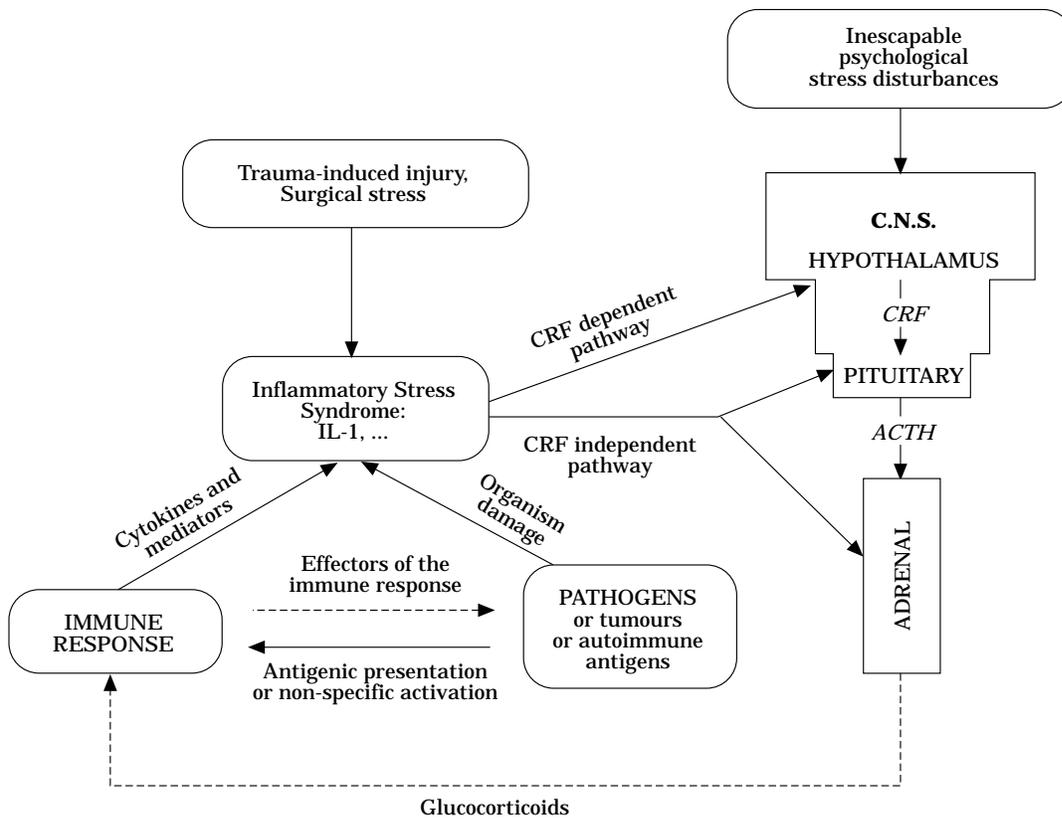 Inescapable
psychological
stress disturbances
Trauma-induced injury,
Surgical stress
C.N.S.
HYPOTHALAMUS
CRF
PITUITARY
ACTH
ADRENAL
CRF dependent
pathway
Inflammatory Stress
Syndrome:
IL-1, ...
CRF independent
pathway
Cytokines and
mediators
Organism
damage
Effectors of the
immune response
IMMUNE
RESPONSE
PATHOGENS
or tumours
or autoimmune
antigens
Antigenic presentation
or non-specific activation
Glucocorticoids